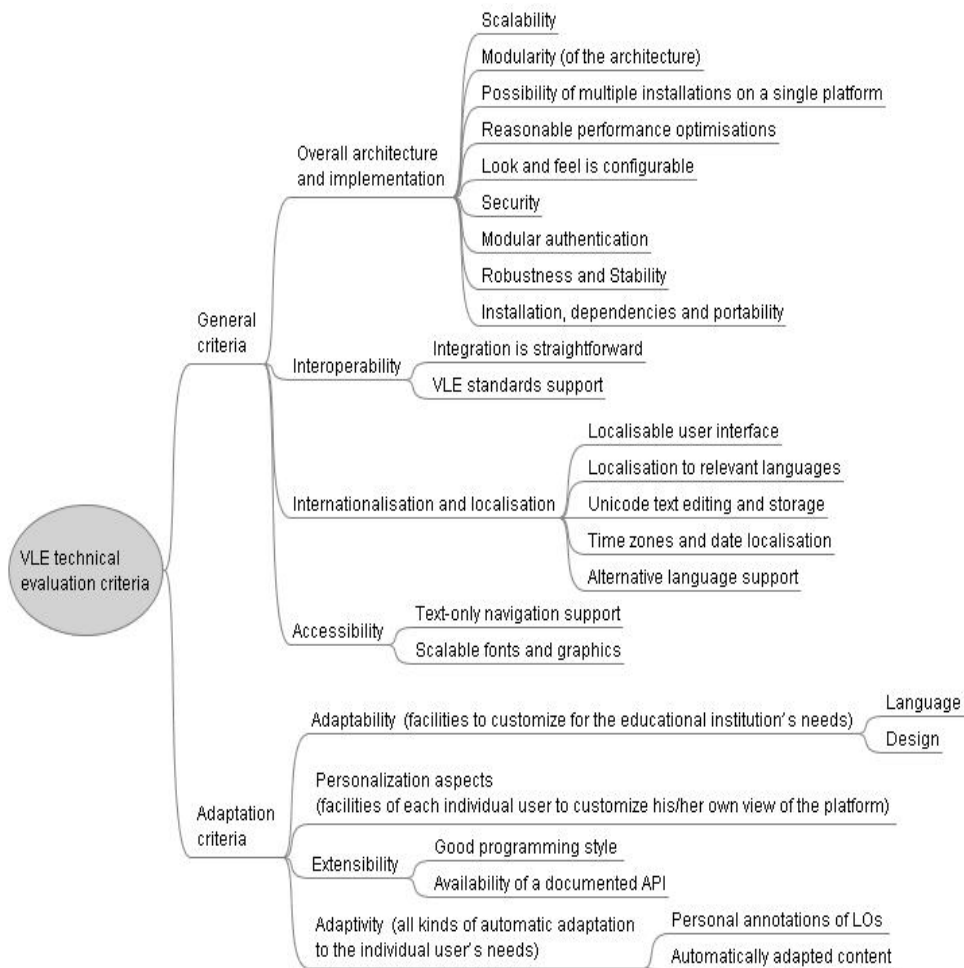 VLE technical
evaluation criteria
General
criteria
Overall architecture
and implementation
Scalability
Modularity (of the architecture)
Possibility of multiple installations on a single platform
Reasonable performance optimisations
Look and feel is configurable
Security
Modular authentication
Robustness and Stability
Installation, dependencies and portability
Interoperability
Integration is straightforward
VLE standards support
Internationalisation and localisation
Localisable user interface
Localisation to relevant languages
Unicode text editing and storage
Time zones and date localisation
Alternative language support
Accessibility
Text-only navigation support
Scalable fonts and graphics
Adaptation
criteria
Adaptability (facilities to customize for the educational institution's needs)
Language
Design
Personalization aspects
(facilities of each individual user to customize his/her own view of the platform)
Extensibility
Good programming style
Availability of a documented API
Adaptivity (all kinds of automatic adaptation
to the individual user's needs)
Personal annotations of LOs
Automatically adapted content